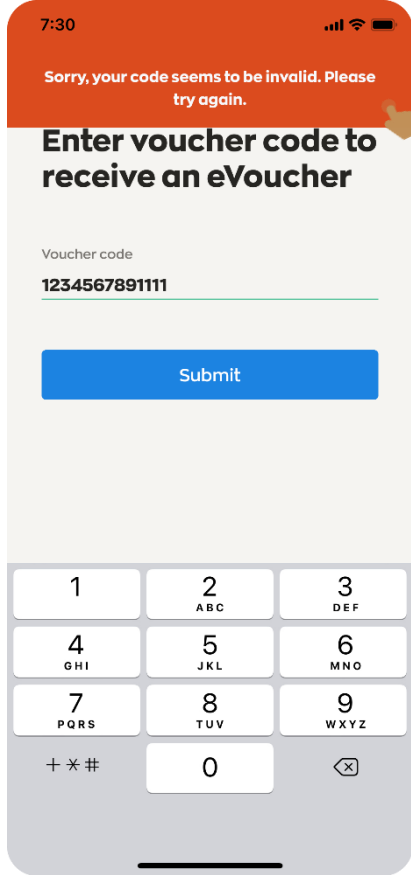 7:30
Sorry, your code seems to be invalid. Please
try again.
Enter voucher code to
receive an eVoucher
Voucher code
1234567891111
Submit
1
2
ABC
3
DEF
4
GHI
5
JKL
6
MNO
7
PQRS
8
TUV
9
WXYZ
+*#
0